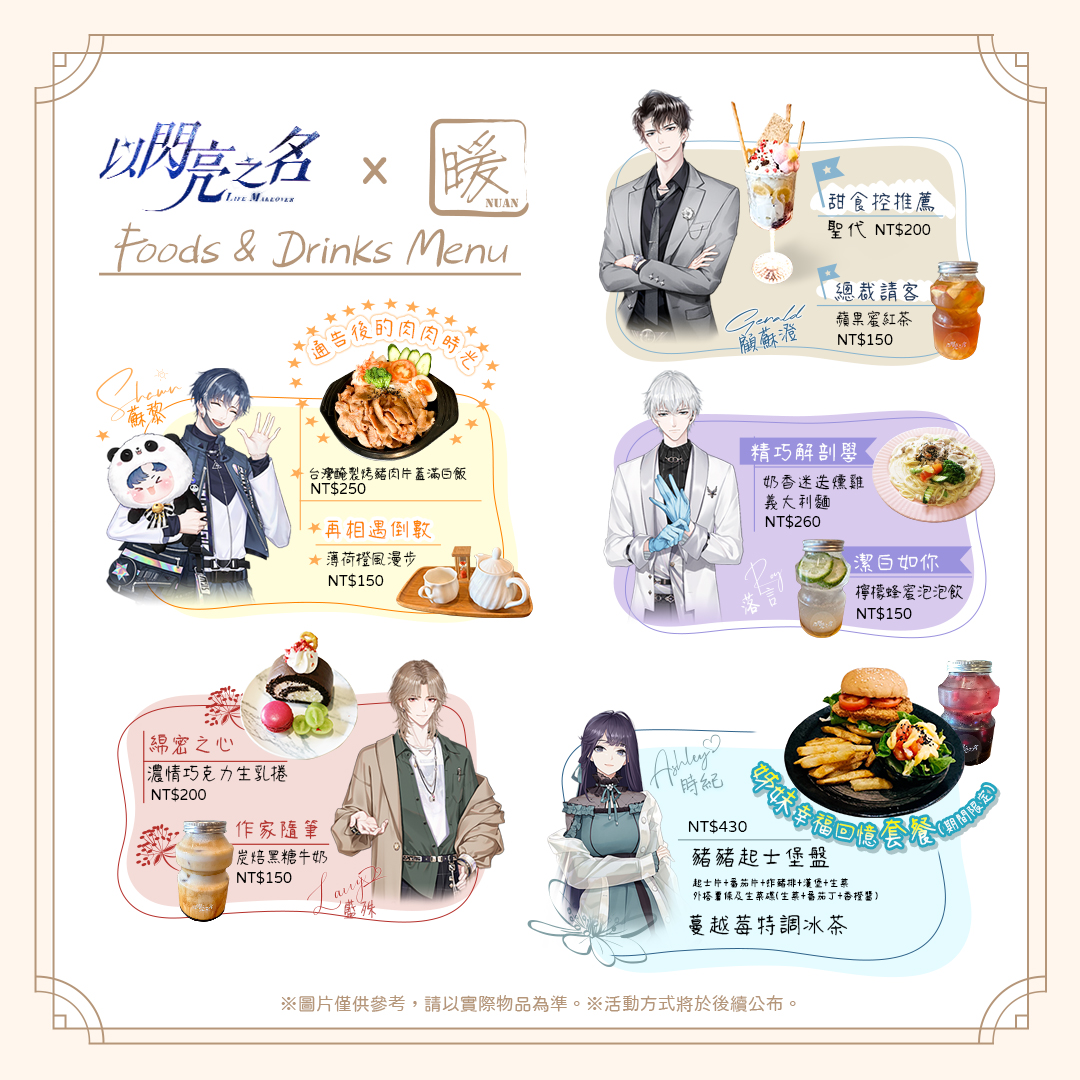 以閃亮之名
LIFE MAKEOVER
×
暖
NUAN
Foods & Drinks Menu
甜食控推薦
聖代 NT$200
總裁請客
蘋果蜜紅茶
NT$150
Gerald
顧蘇澄
通告後的肉肉時光
Shawn
蘇黎
台灣醃製烤豬肉片蓋滿白飯
NT$250
再相遇倒數
薄荷橙風漫步
NT$150
精巧解剖學
奶香迷迭燻雞
義大利麵
NT$260
潔白如你
檸檬蜂蜜泡泡飲
NT$150
Roy
落言
綿密之心
濃情巧克力生乳捲
NT$200
作家隨筆
炭焙黑糖牛奶
NT$150
藍殊
Ashley
時紀
姊妹幸福回憶套餐(期間限定)
NT$430
豬豬起士堡盤
起士片+番茄片+炸豬排+漢堡+生菜
外搭薯條及生菜碟(生菜+番茄丁+香橙醬)
蔓越莓特調冰茶
※圖片僅供參考，請以實際物品為準。※活動方式將於後續公布。